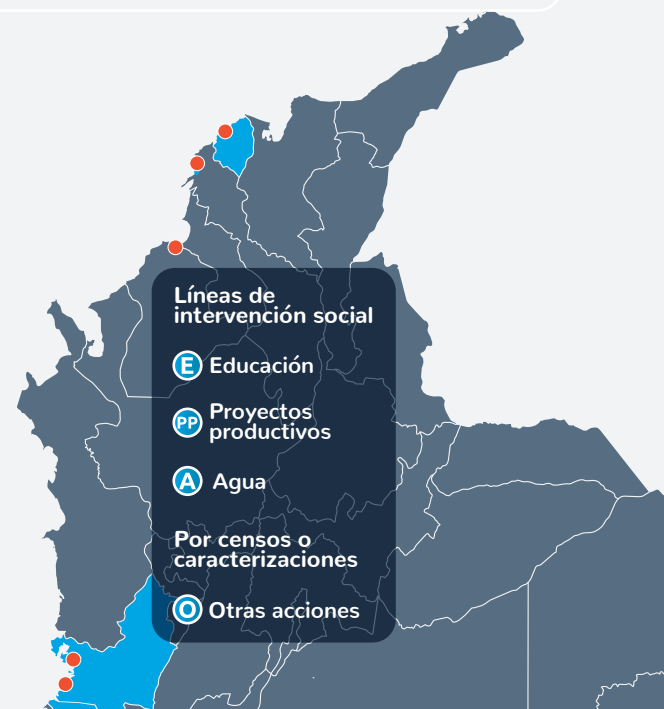 Líneas de
intervención social
E Educación
PP Proyectos
productivos
A Agua
Por censos o
caracterizaciones
O Otras acciones